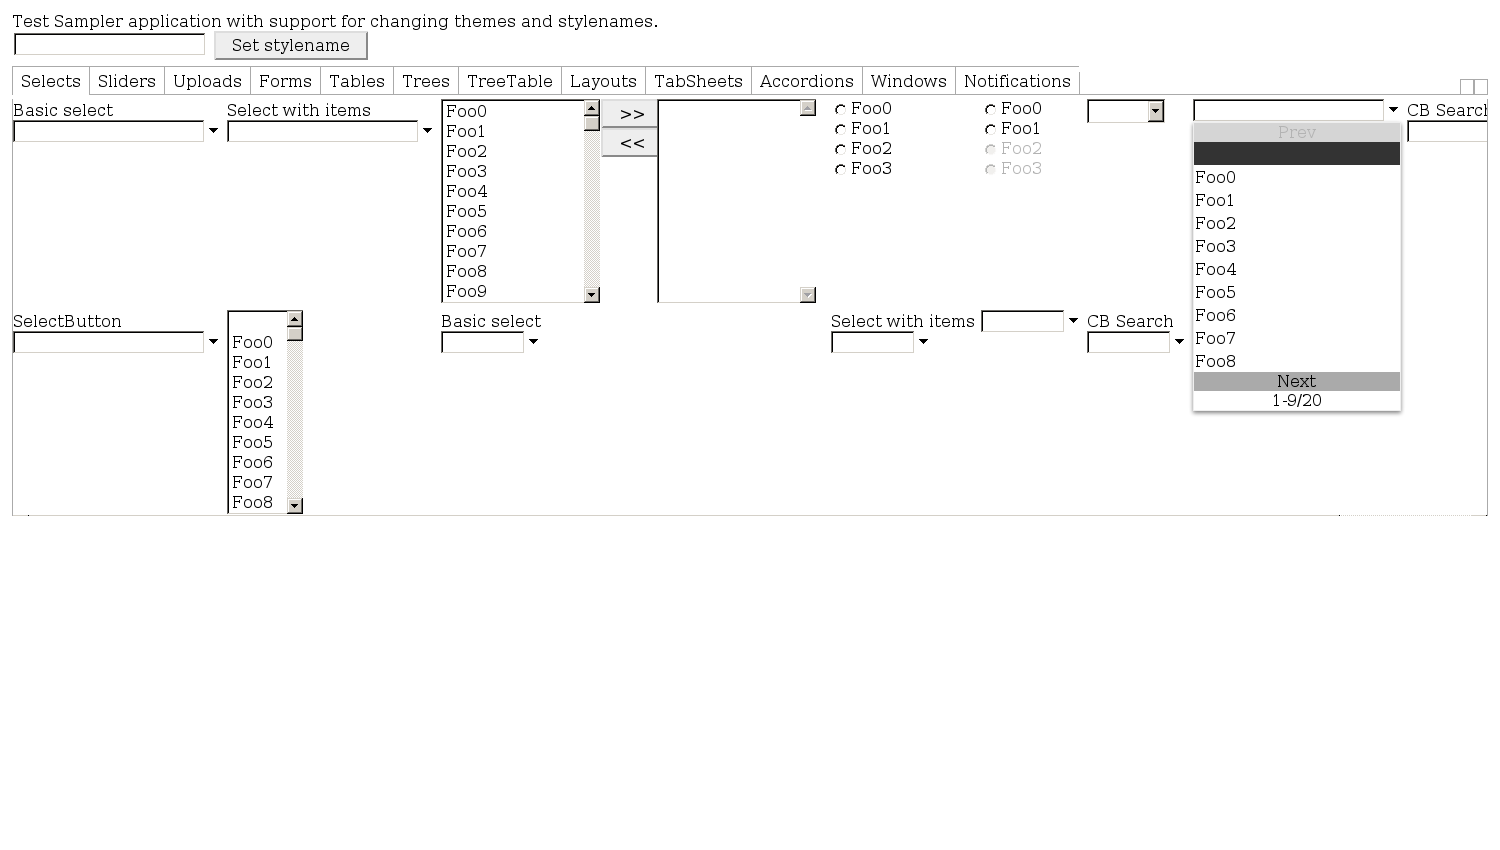 Test Sampler application with support for changing themes and stylenames.
Set stylename
Selects Sliders Uploads Forms Tables Trees TreeTable Layouts TabSheets Accordions Windows Notifications
Basic select
Select with items
Foo0
Foo1
Foo2
Foo3
Foo4
Foo5
Foo6
Foo7
Foo8
Foo9
>>
<<
Foo0
Foo1
Foo2
Foo3
Foo0
Foo1
Foo2
Foo3
Prev
Foo0
Foo1
Foo2
Foo3
Foo4
Foo5
Foo6
Foo7
Foo8
Next
1-9/20
CB Search
SelectButton
Foo0
Foo1
Foo2
Foo3
Foo4
Foo5
Foo6
Foo7
Foo8
Basic select
Select with items
CB Search